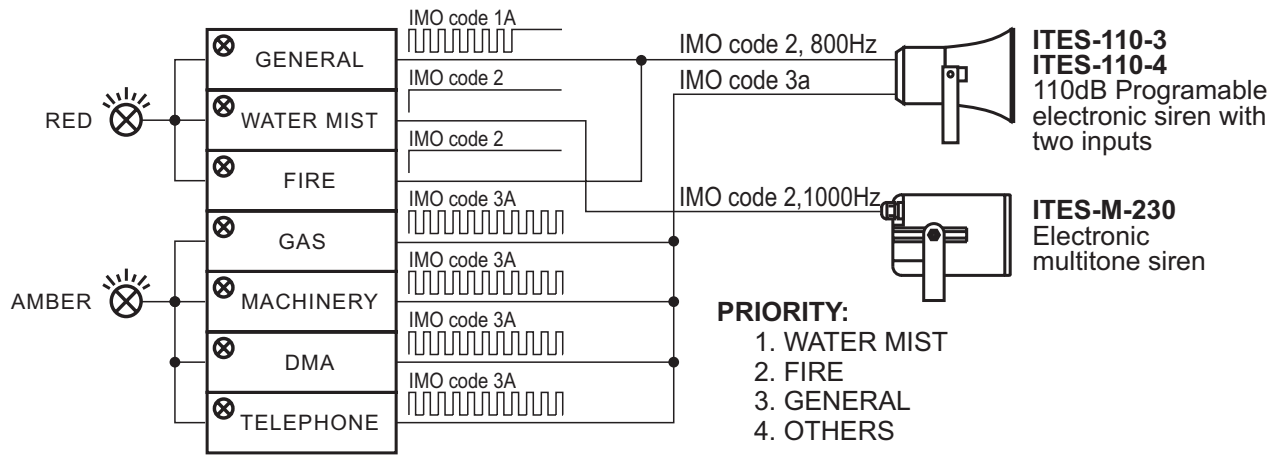 IMO code 1A
GENERAL
IMO code 2
WATER MIST
IMO code 2
FIRE
IMO code 3A
GAS
IMO code 3A
MACHINERY
IMO code 3A
DMA
IMO code 3A
TELEPHONE
RED
AMBER
IMO code 2, 800Hz
IMO code 3a
IMO code 2,1000Hz
ITES-110-3
ITES-110-4
110dB Programable
electronic siren with
two inputs
ITES-M-230
Electronic
multitone siren
PRIORITY:
1. WATER MIST
2. FIRE
3. GENERAL
4. OTHERS